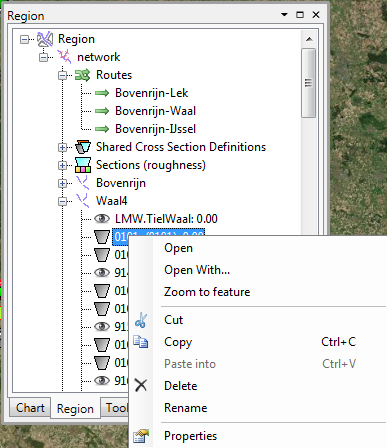 Region
Region
network
Routes
Bovenrijn-Lek
Bovenrijn-Waal
Bovenrijn-IJssel
Shared Cross Section Definitions
Sections (roughness)
Bovenrijn
Waal4
LMW.TielWaal: 0.00
0101 (0101): 0.00
010
914
010
010
91
010
010
910
Open
Open With...
Zoom to feature
Cut
Copy Ctrl+C
Paste into Ctrl+V
Delete
Rename
Properties
Chart Region Tool